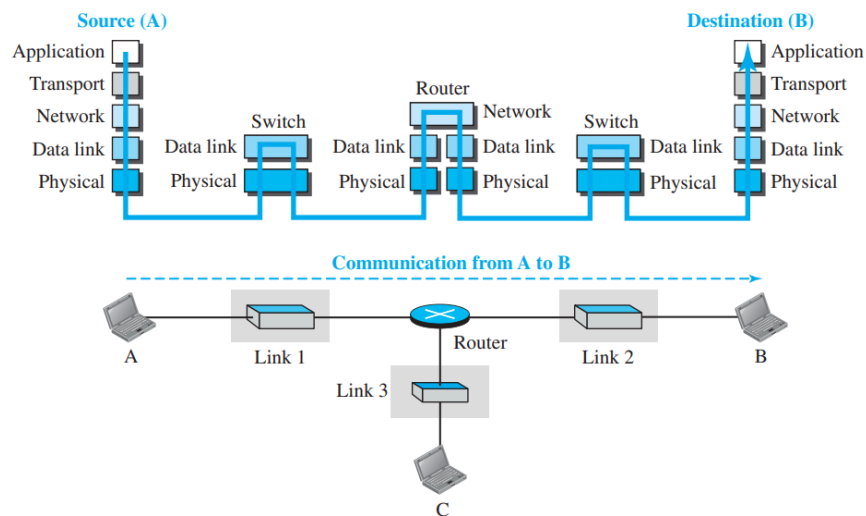 Source (A)
Destination (B)
Application
Application
Transport
Router
Transport
Network
Switch
Network
Switch
Network
Data link
Data link
Data link
Data link
Data link
Data link
Physical
Physical
Physical
Physical
Physical
Physical
Communication from A to B
A
Link 1
Router
Link 2
B
Link 3
C